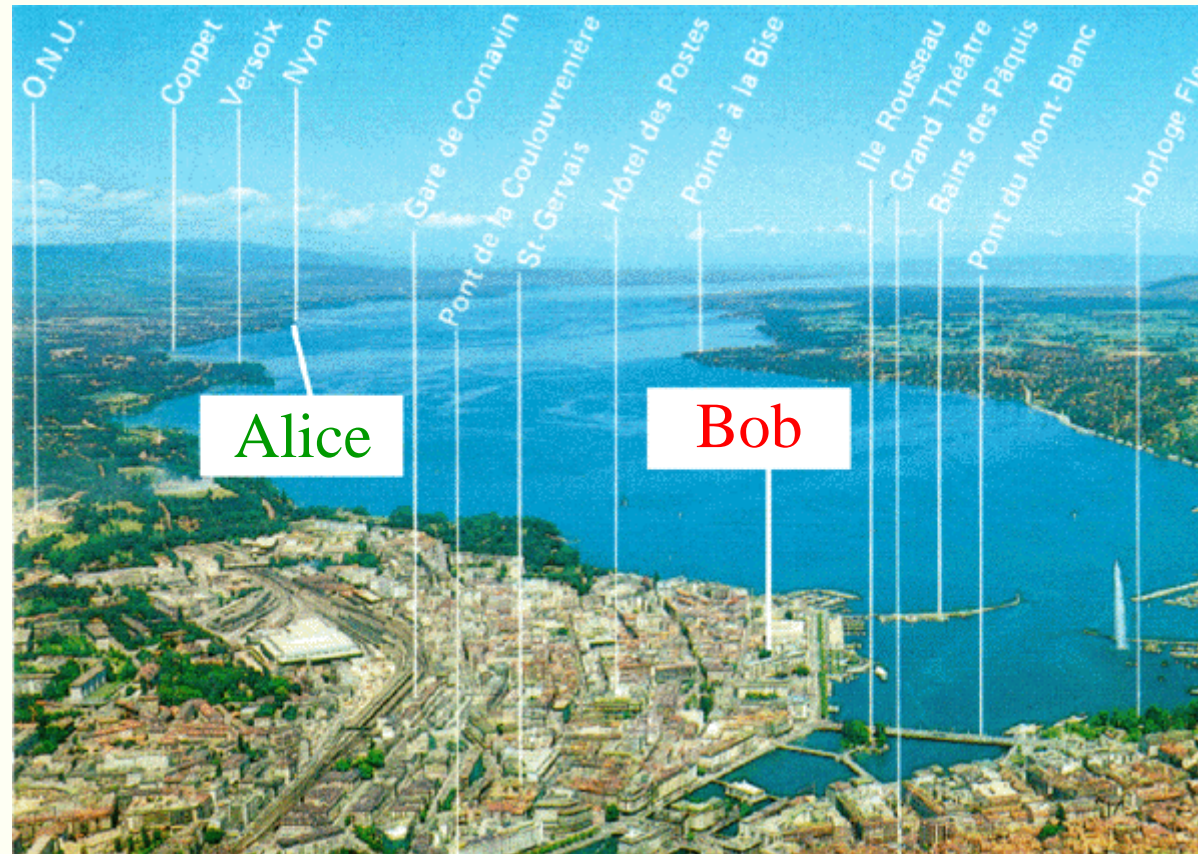 O.N.U.
Coppet
Versoix
Nyon
Gare de Cornavin
Pont de la Coulouvrenière
St-Gervais
Hôtel des Postes
Pointe à la Bise
Ile Rousseau
Grand Théâtre
Bains des Pâquis
Pont du Mont-Blanc
Horloge
Alice
Bob